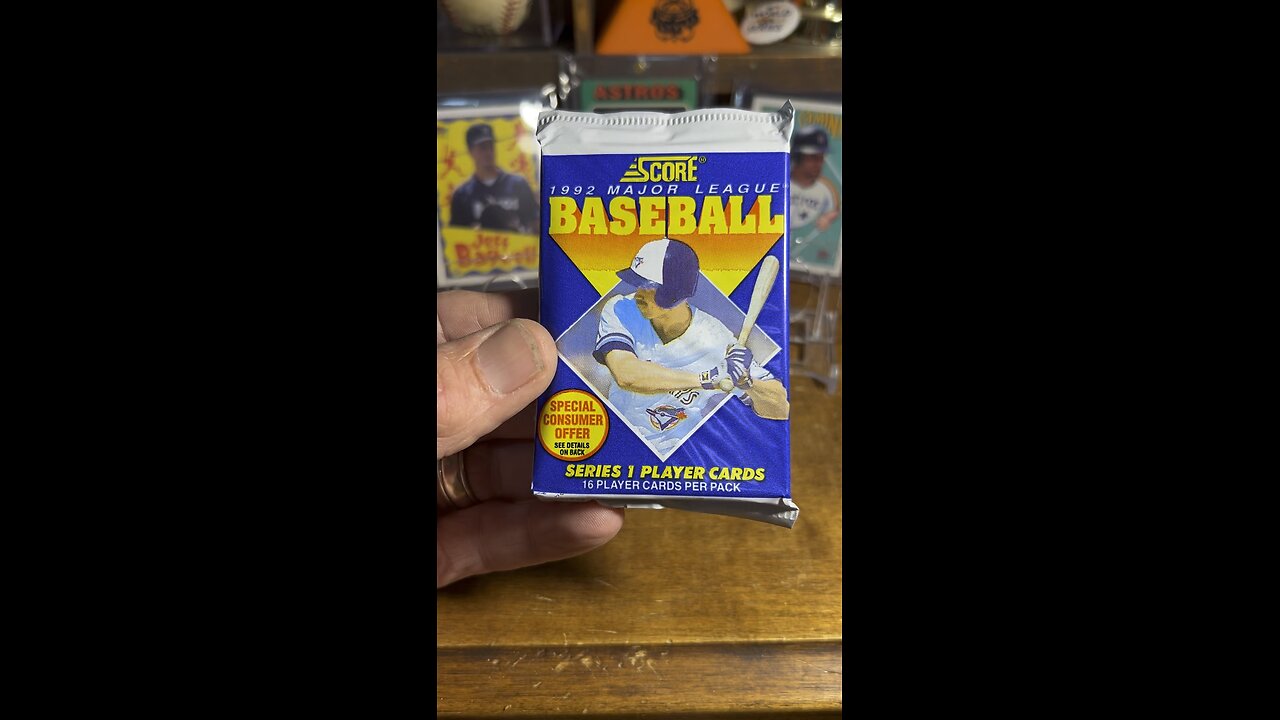 ASTROS
SCORE®
1992 MAJOR LEAGUE
BASEBALL
Jeff
Bagwell
SPECIAL
CONSUMER
OFFER
SEE DETAILS
ON BACK
SERIES 1 PLAYER CARDS
16 PLAYER CARDS PER PACK